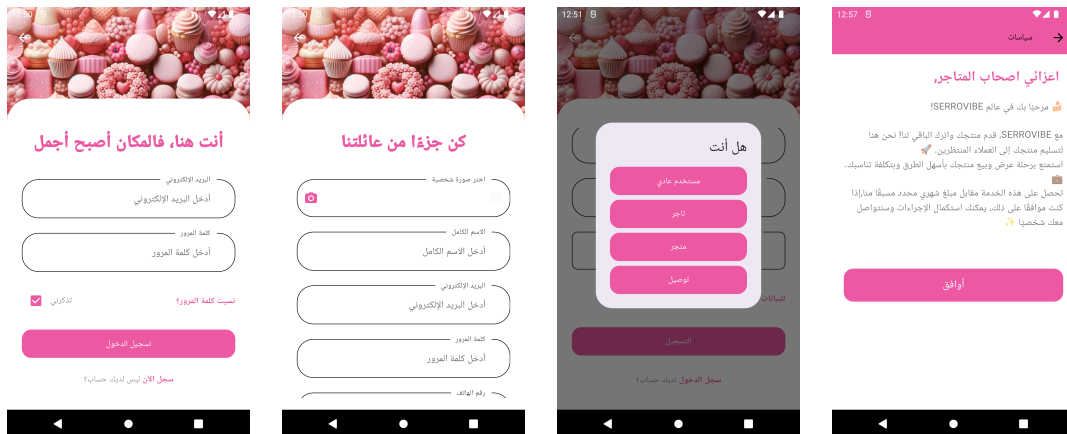 12:50
أنت هنا، فالمكان أصبح أجمل
البريد الإلكتروني
أدخل البريد الإلكتروني
كلمة المرور
أدخل كلمة المرور
تذكرني
نسيت كلمة المرور؟
تسجيل الدخول
ليس لديك حساب؟ سجل الآن
12:50
كن جزءًا من عائلتنا
اختر صورة شخصية
الاسم الكامل
أدخل الاسم الكامل
البريد الإلكتروني
أدخل البريد الإلكتروني
كلمة المرور
أدخل كلمة المرور
رقم الهاتف
12:51
هل أنت
مستخدم عادي
تاجر
متجر
توصيل
للبيانات
التسجيل
لديك حساب؟ سجل الدخول
12:57
سياسات
اعزائي اصحاب المتاجر,
🍰 مرحبًا بك في عالم SERROVIBE!
مع SERROVIBE، قدم منتجك واترك الباقي لنا! نحن هنا
لتسليم منتجك إلى العملاء المنتظرين. 🚀
استمتع برحلة عرض وبيع منتجك بأسهل الطرق وبتكلفة تناسبك.
💼
تحصل على هذه الخدمة مقابل مبلغ شهري محدد مسبقًا منا,إذا
كنت موافقًا على ذلك، يمكنك استكمال الإجراءات وسنتواصل
معك شخصيًا ✨
أوافق